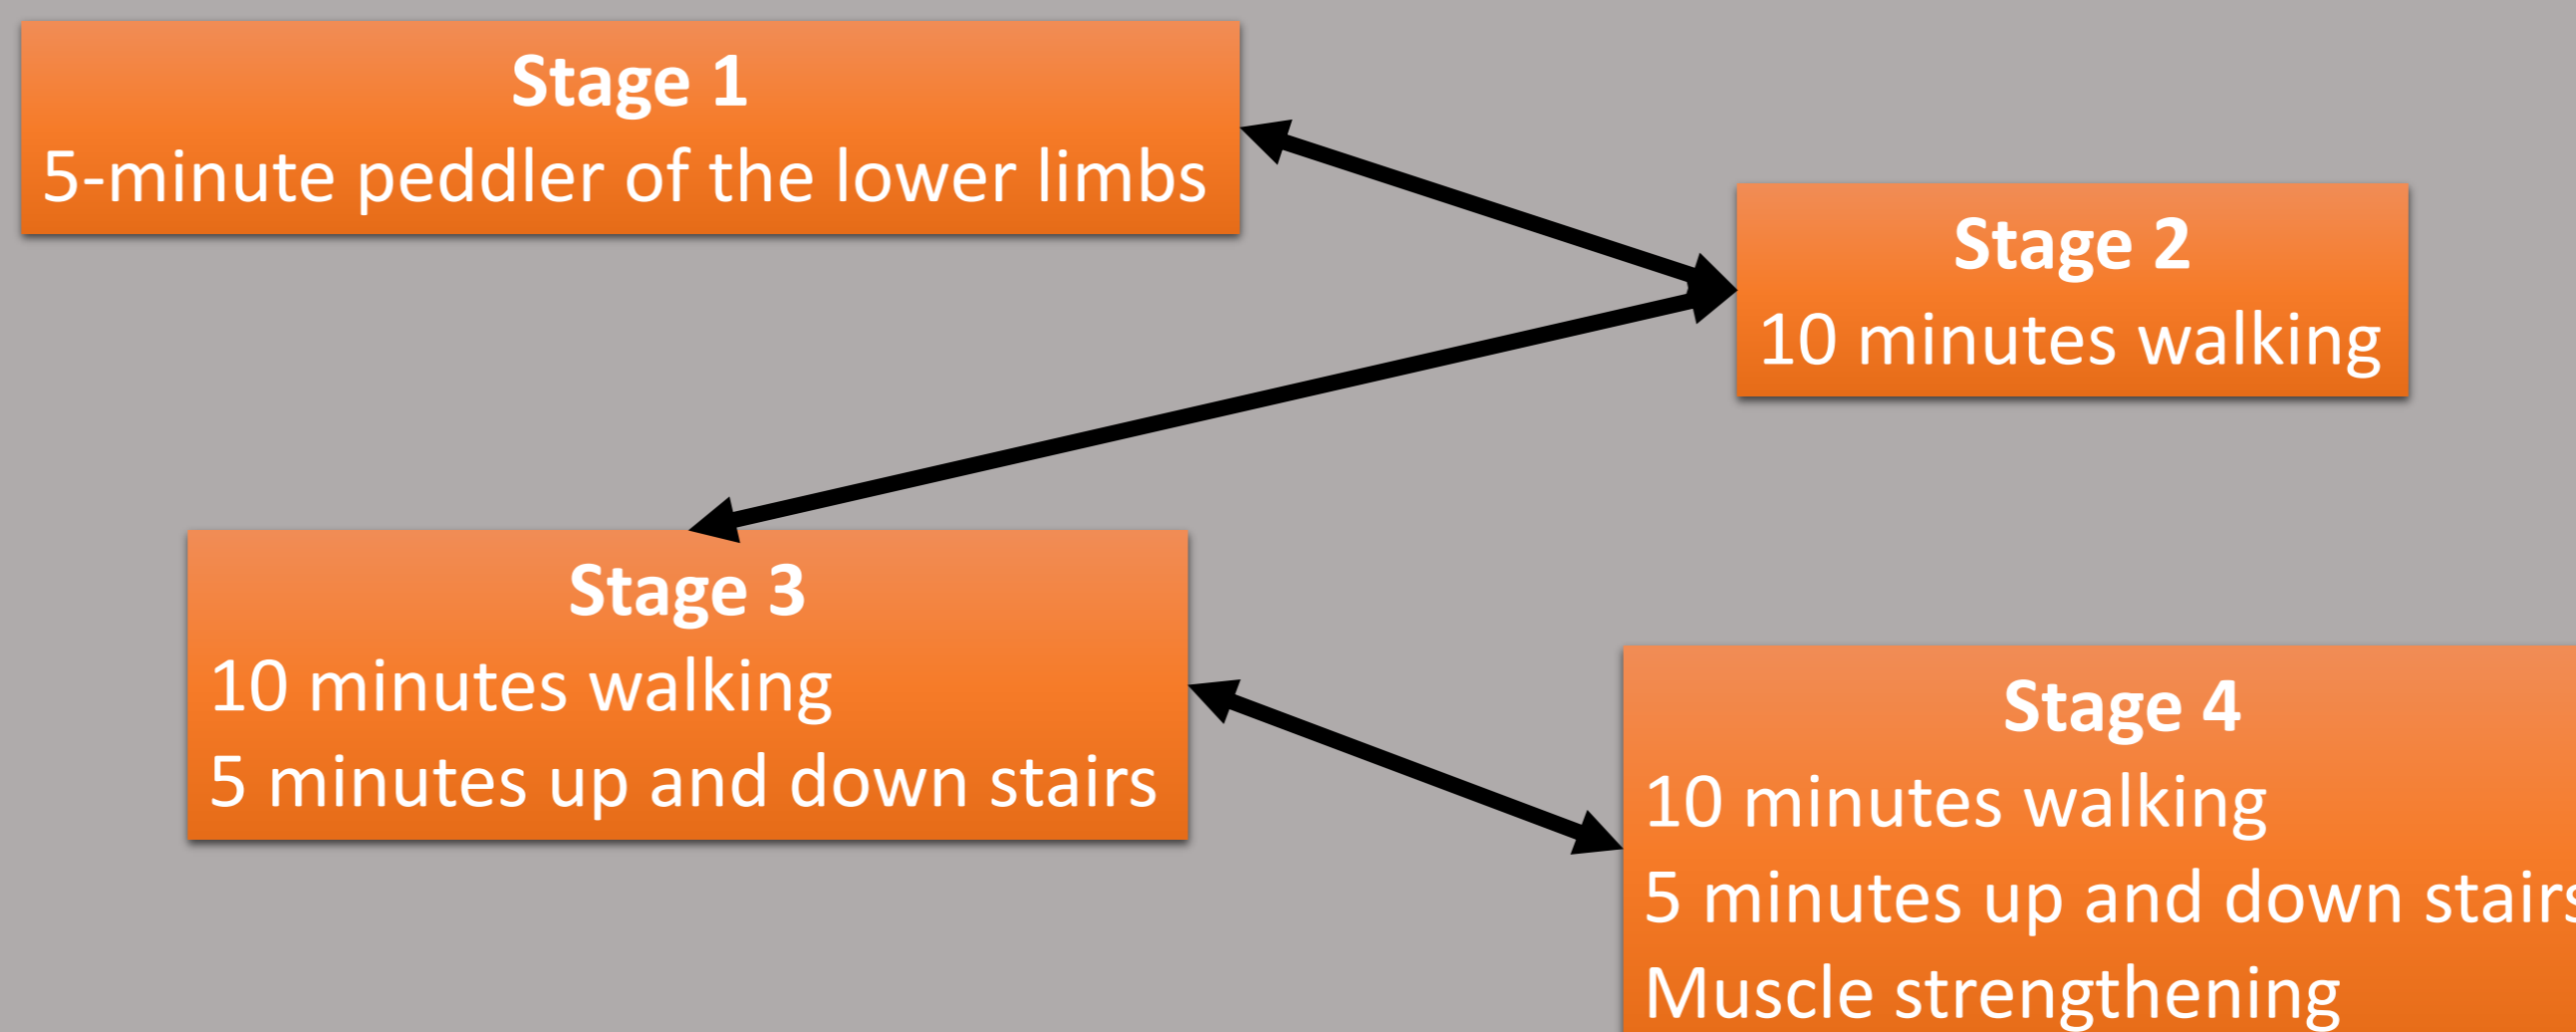 Stage 1
5-minute peddler of the lower limbs
Stage 2
10 minutes walking
Stage 3
10 minutes walking
5 minutes up and down stairs
Stage 4
10 minutes walking
5 minutes up and down stairs
Muscle strengthening